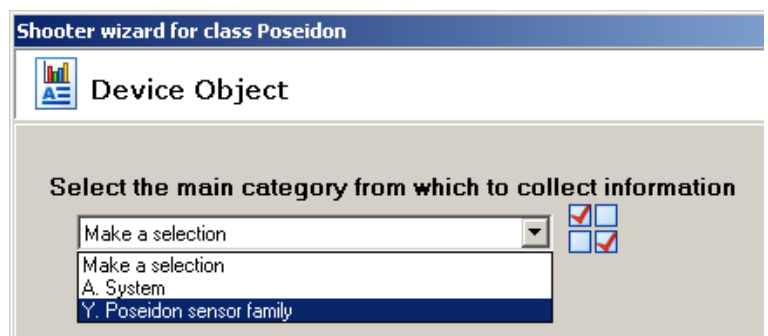 Shooter wizard for class Poseidon
Device Object
Select the main category from which to collect information
Make a selection
Make a selection
A. System
Y. Poseidon sensor family